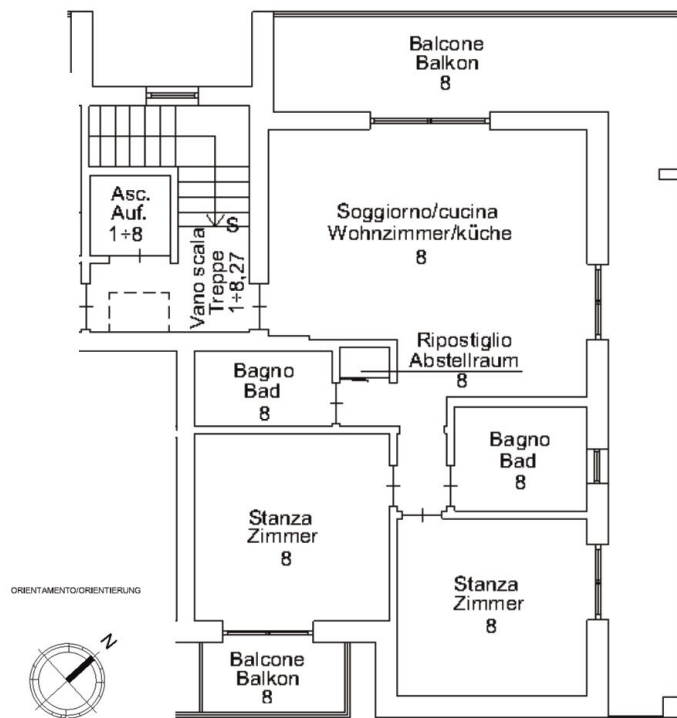 Balcone
Balkon
8
Asc.
Auf.
1÷8
S
Vano scala
Treppe
1÷8,27
Soggiorno/cucina
Wohnzimmer/küche
8
Ripostiglio
Abstellraum
8
Bagno
Bad
8
Bagno
Bad
8
Stanza
Zimmer
8
Stanza
Zimmer
8
ORIENTAMENTO/ORIENTIERUNG
N
Balcone
Balkon
8